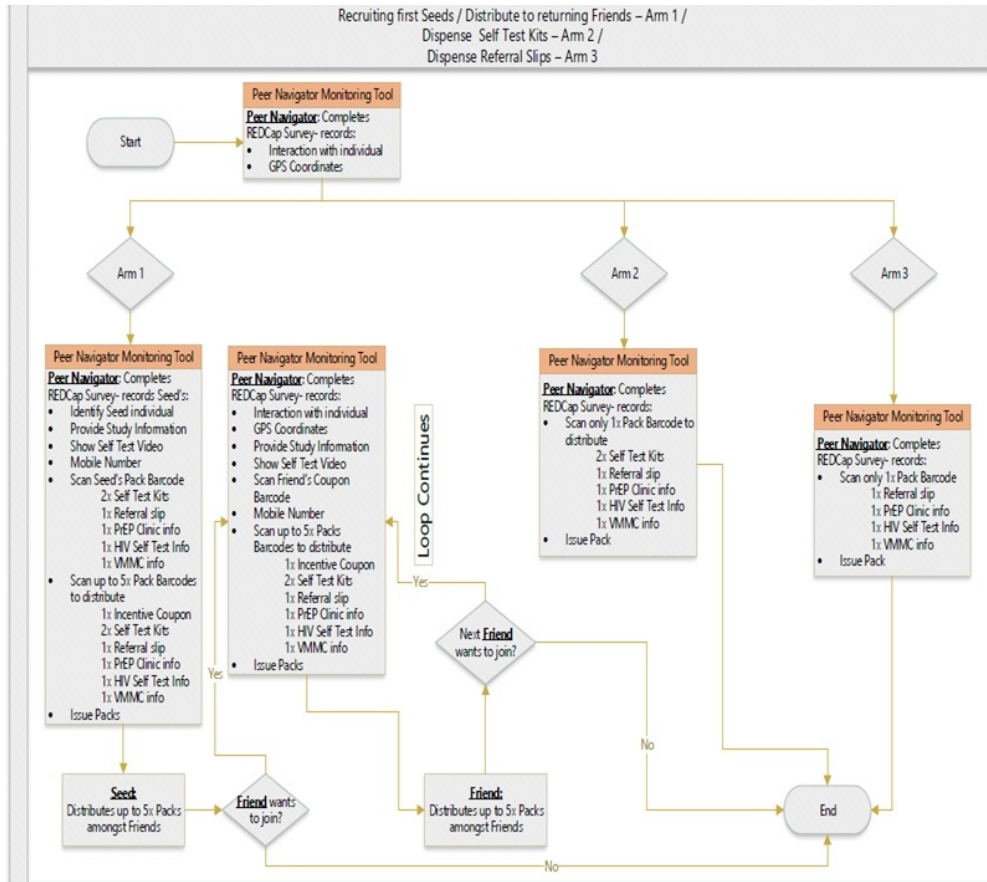 Recruiting first Seeds / Distribute to returning Friends – Arm 1 /
Dispense Self Test Kits – Arm 2 /
Dispense Referral Slips – Arm 3
Start
Peer Navigator Monitoring Tool
Peer Navigator: Completes
REDCap Survey- records:
• Interaction with individual
• GPS Coordinates
Arm 1
Arm 2
Arm 3
Peer Navigator Monitoring Tool
Peer Navigator: Completes
REDCap Survey- records Seed's:
• Identify Seed individual
• Provide Study Information
• Show Self Test Video
• Mobile Number
• Scan Seed's Pack Barcode
2x Self Test Kits
1x Referral slip
1x PrEP Clinic info
1x HIV Self Test Info
1x VMMC info
• Scan up to 5x Pack Barcodes
to distribute
1x Incentive Coupon
2x Self Test Kits
1x Referral slip
1x PrEP Clinic info
1x HIV Self Test Info
1x VMMC info
• Issue Packs
Peer Navigator Monitoring Tool
Peer Navigator: Completes
REDCap Survey- records:
• Interaction with individual
• GPS Coordinates
• Provide Study Information
• Show Self Test Video
• Scan Friend's Coupon
Barcode
• Mobile Number
• Scan up to 5x Packs
Barcodes to distribute
1x Incentive Coupon
2x Self Test Kits
1x Referral slip
1x PrEP Clinic info
1x HIV Self Test Info
1x VMMC info
• Issue Packs
Loop Continues
Peer Navigator Monitoring Tool
Peer Navigator: Completes
REDCap Survey- records:
• Scan only 1x Pack Barcode to
distribute
2x Self Test Kits
1x Referral slip
1x PrEP Clinic info
1x HIV Self Test Info
1x VMMC info
• Issue Pack
Peer Navigator Monitoring Tool
Peer Navigator: Completes
REDCap Survey- records:
• Scan only 1x Pack Barcode
1x Referral slip
1x PrEP Clinic info
1x HIV Self Test Info
1x VMMC info
• Issue Pack
Yes
Next Friend
wants to join?
Yes
No
Seed:
Distributes up to 5x Packs
amongst Friends
Friend wants
to join?
Friend:
Distributes up to 5x Packs
amongst Friends
End
No